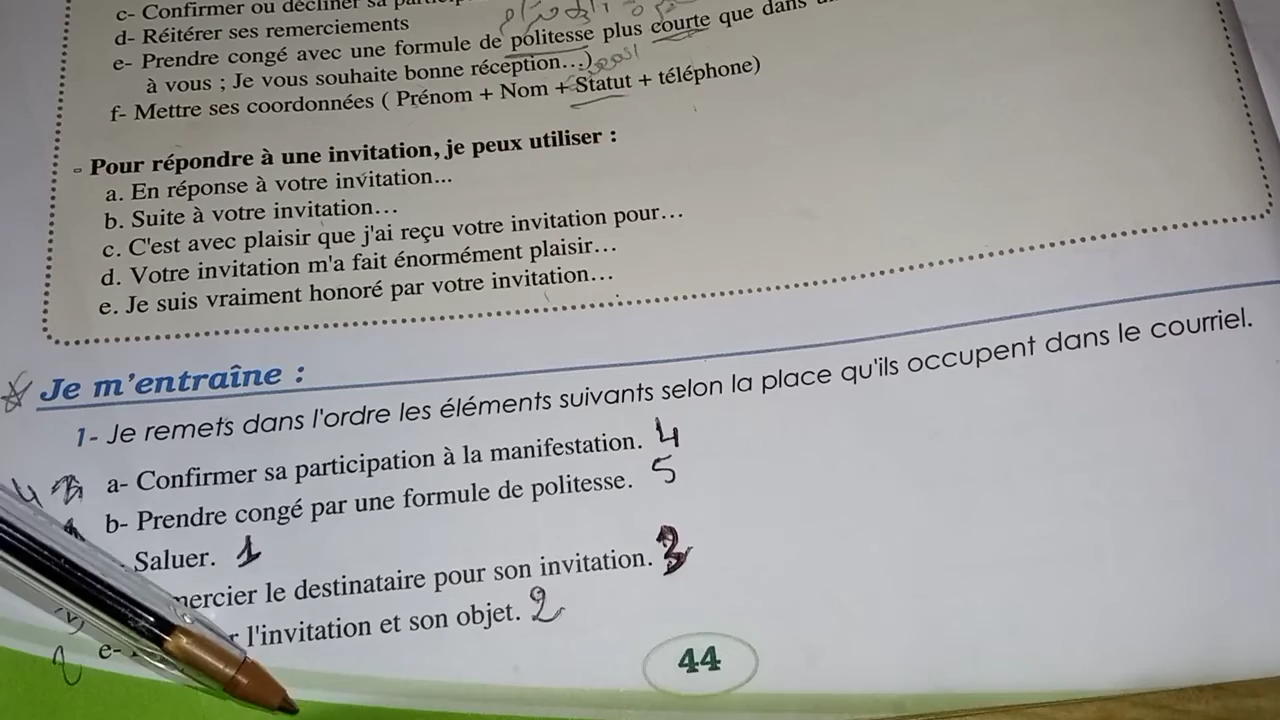 c- Confirmer ou décliner sa
d- Réitérer ses remerciements
e- Prendre congé avec une formule de politesse plus courte que dans
à vous ; Je vous souhaite bonne réception…)
f- Mettre ses coordonnées ( Prénom + Nom + Statut + téléphone)
▫ Pour répondre à une invitation, je peux utiliser :
a. En réponse à votre invitation...
b. Suite à votre invitation…
c. C'est avec plaisir que j'ai reçu votre invitation pour…
d. Votre invitation m'a fait énormément plaisir…
e. Je suis vraiment honoré par votre invitation…
Je m'entraîne :
1- Je remets dans l'ordre les éléments suivants selon la place qu'ils occupent dans le courriel.
a- Confirmer sa participation à la manifestation. 4
b- Prendre congé par une formule de politesse. 5
Saluer. 1
mercier le destinataire pour son invitation. 3
e- r l'invitation et son objet. 2
44